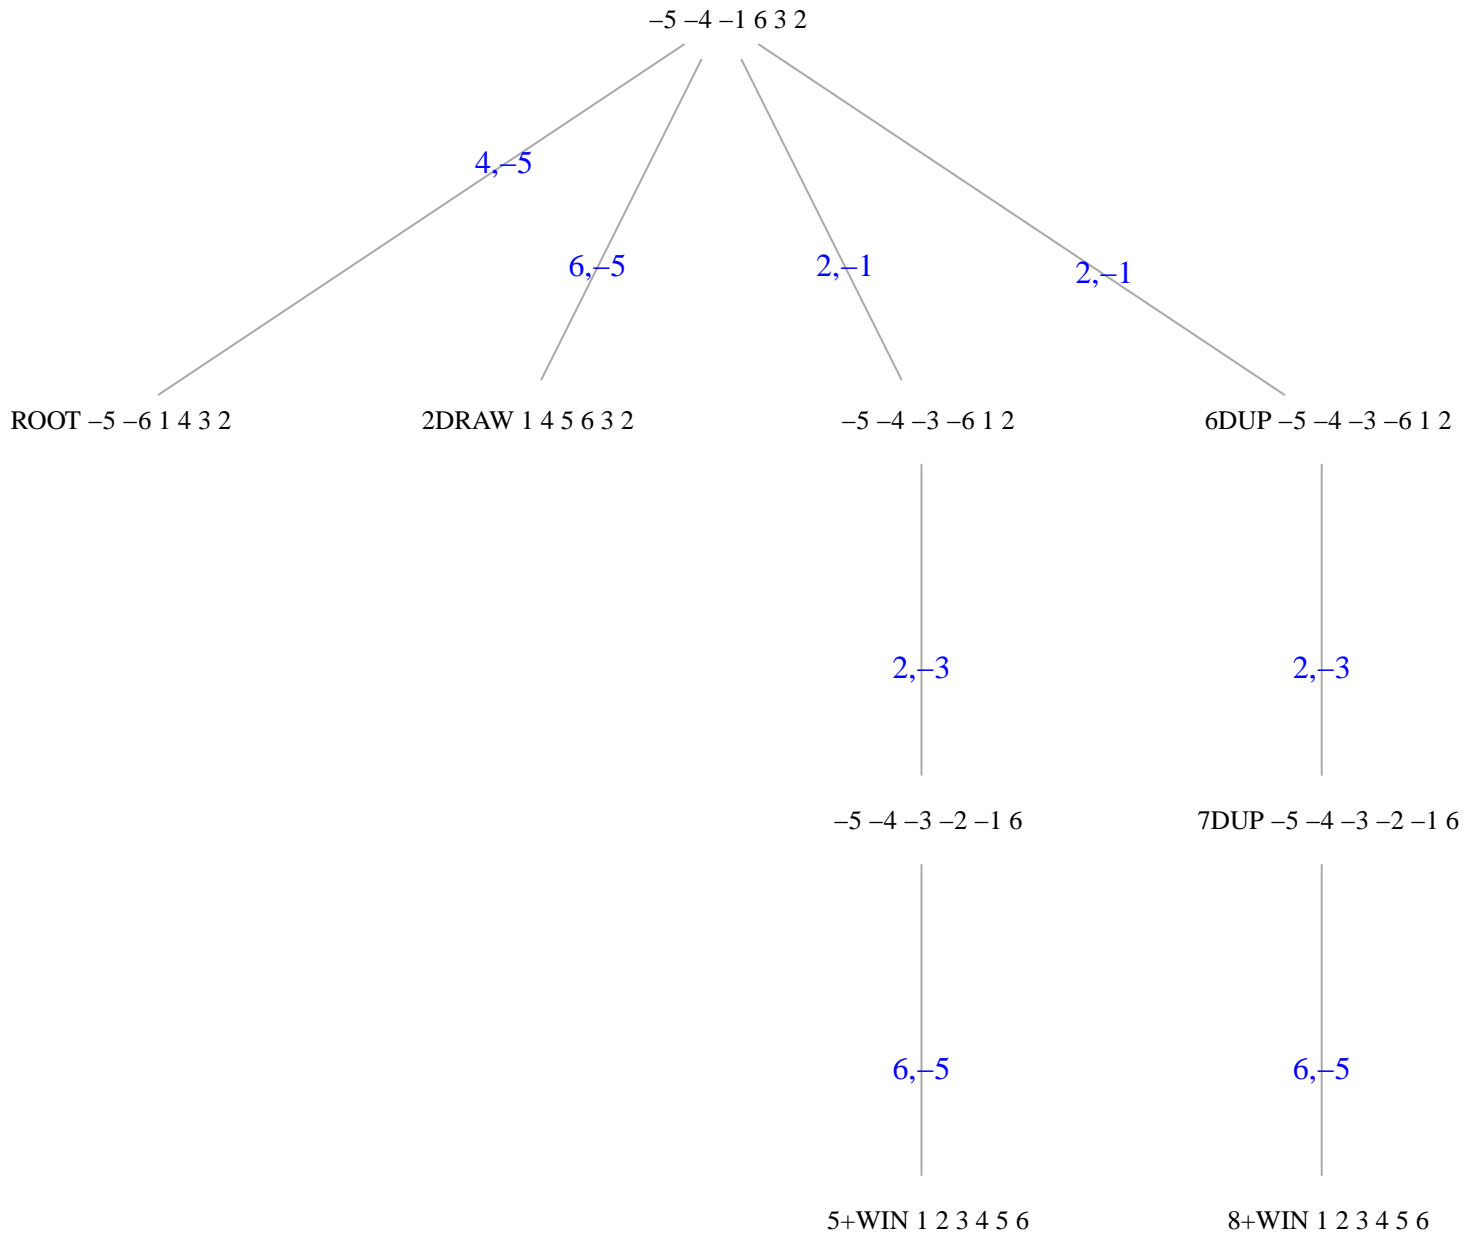 –5 –4 –1 6 3 2
4,–5
6,–5
2,–1
2,–1
ROOT –5 –6 1 4 3 2
2DRAW 1 4 5 6 3 2
–5 –4 –3 –6 1 2
6DUP –5 –4 –3 –6 1 2
2,–3
2,–3
–5 –4 –3 –2 –1 6
7DUP –5 –4 –3 –2 –1 6
6,–5
6,–5
5+WIN 1 2 3 4 5 6
8+WIN 1 2 3 4 5 6